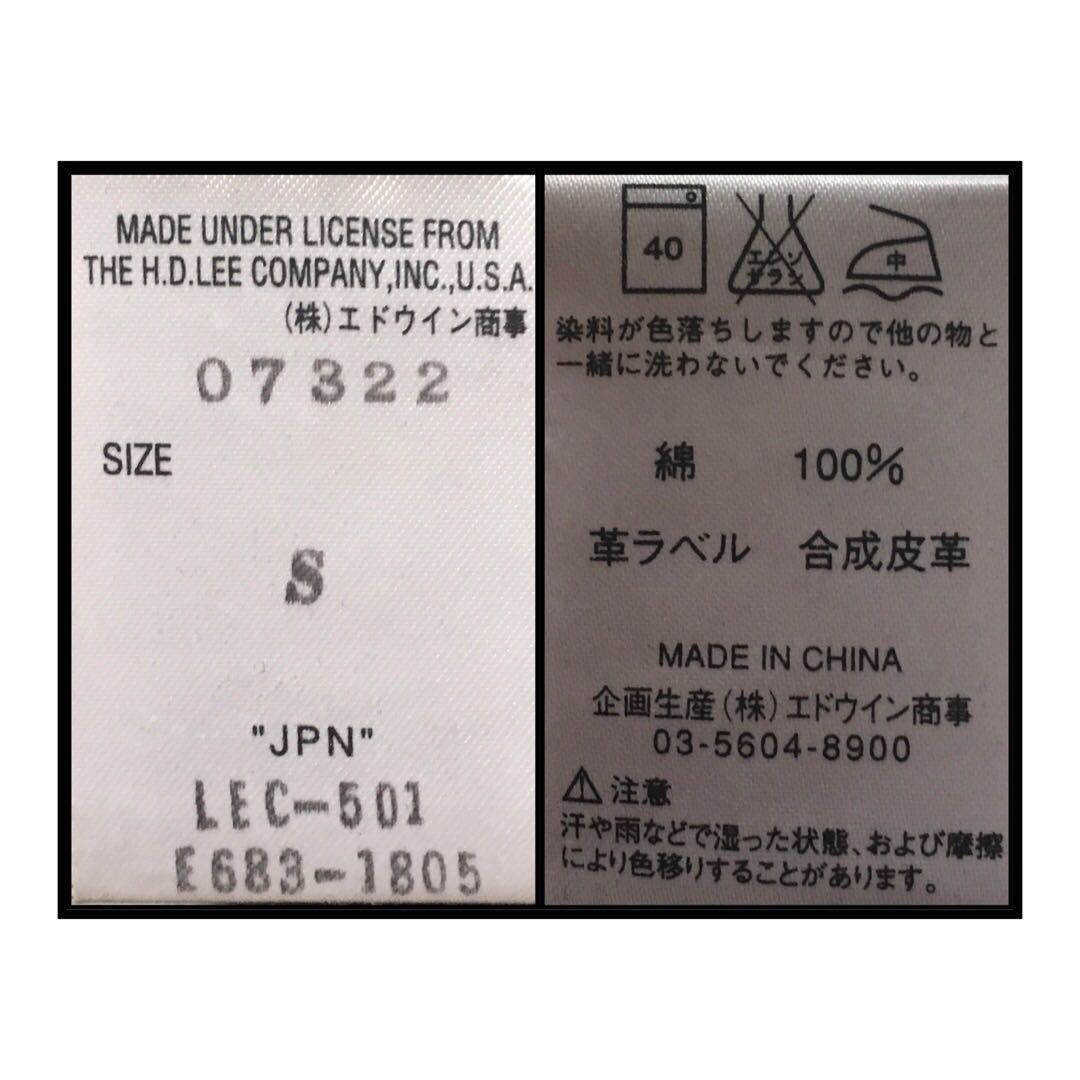 MADE UNDER LICENSE FROM
THE H.D.LEE COMPANY,INC.,U.S.A.
(株)エドウイン商事
07322
SIZE
S
"JPN"
LEC-501
E683-1805
40
エンソ
サラシ
中
染料が色落ちしますので他の物と
一緒に洗わないでください。
綿 100%
革ラベル 合成皮革
MADE IN CHINA
企画生産(株)エドウイン商事
03-5604-8900
注意
汗や雨などで湿った状態、および摩擦
により色移りすることがあります。